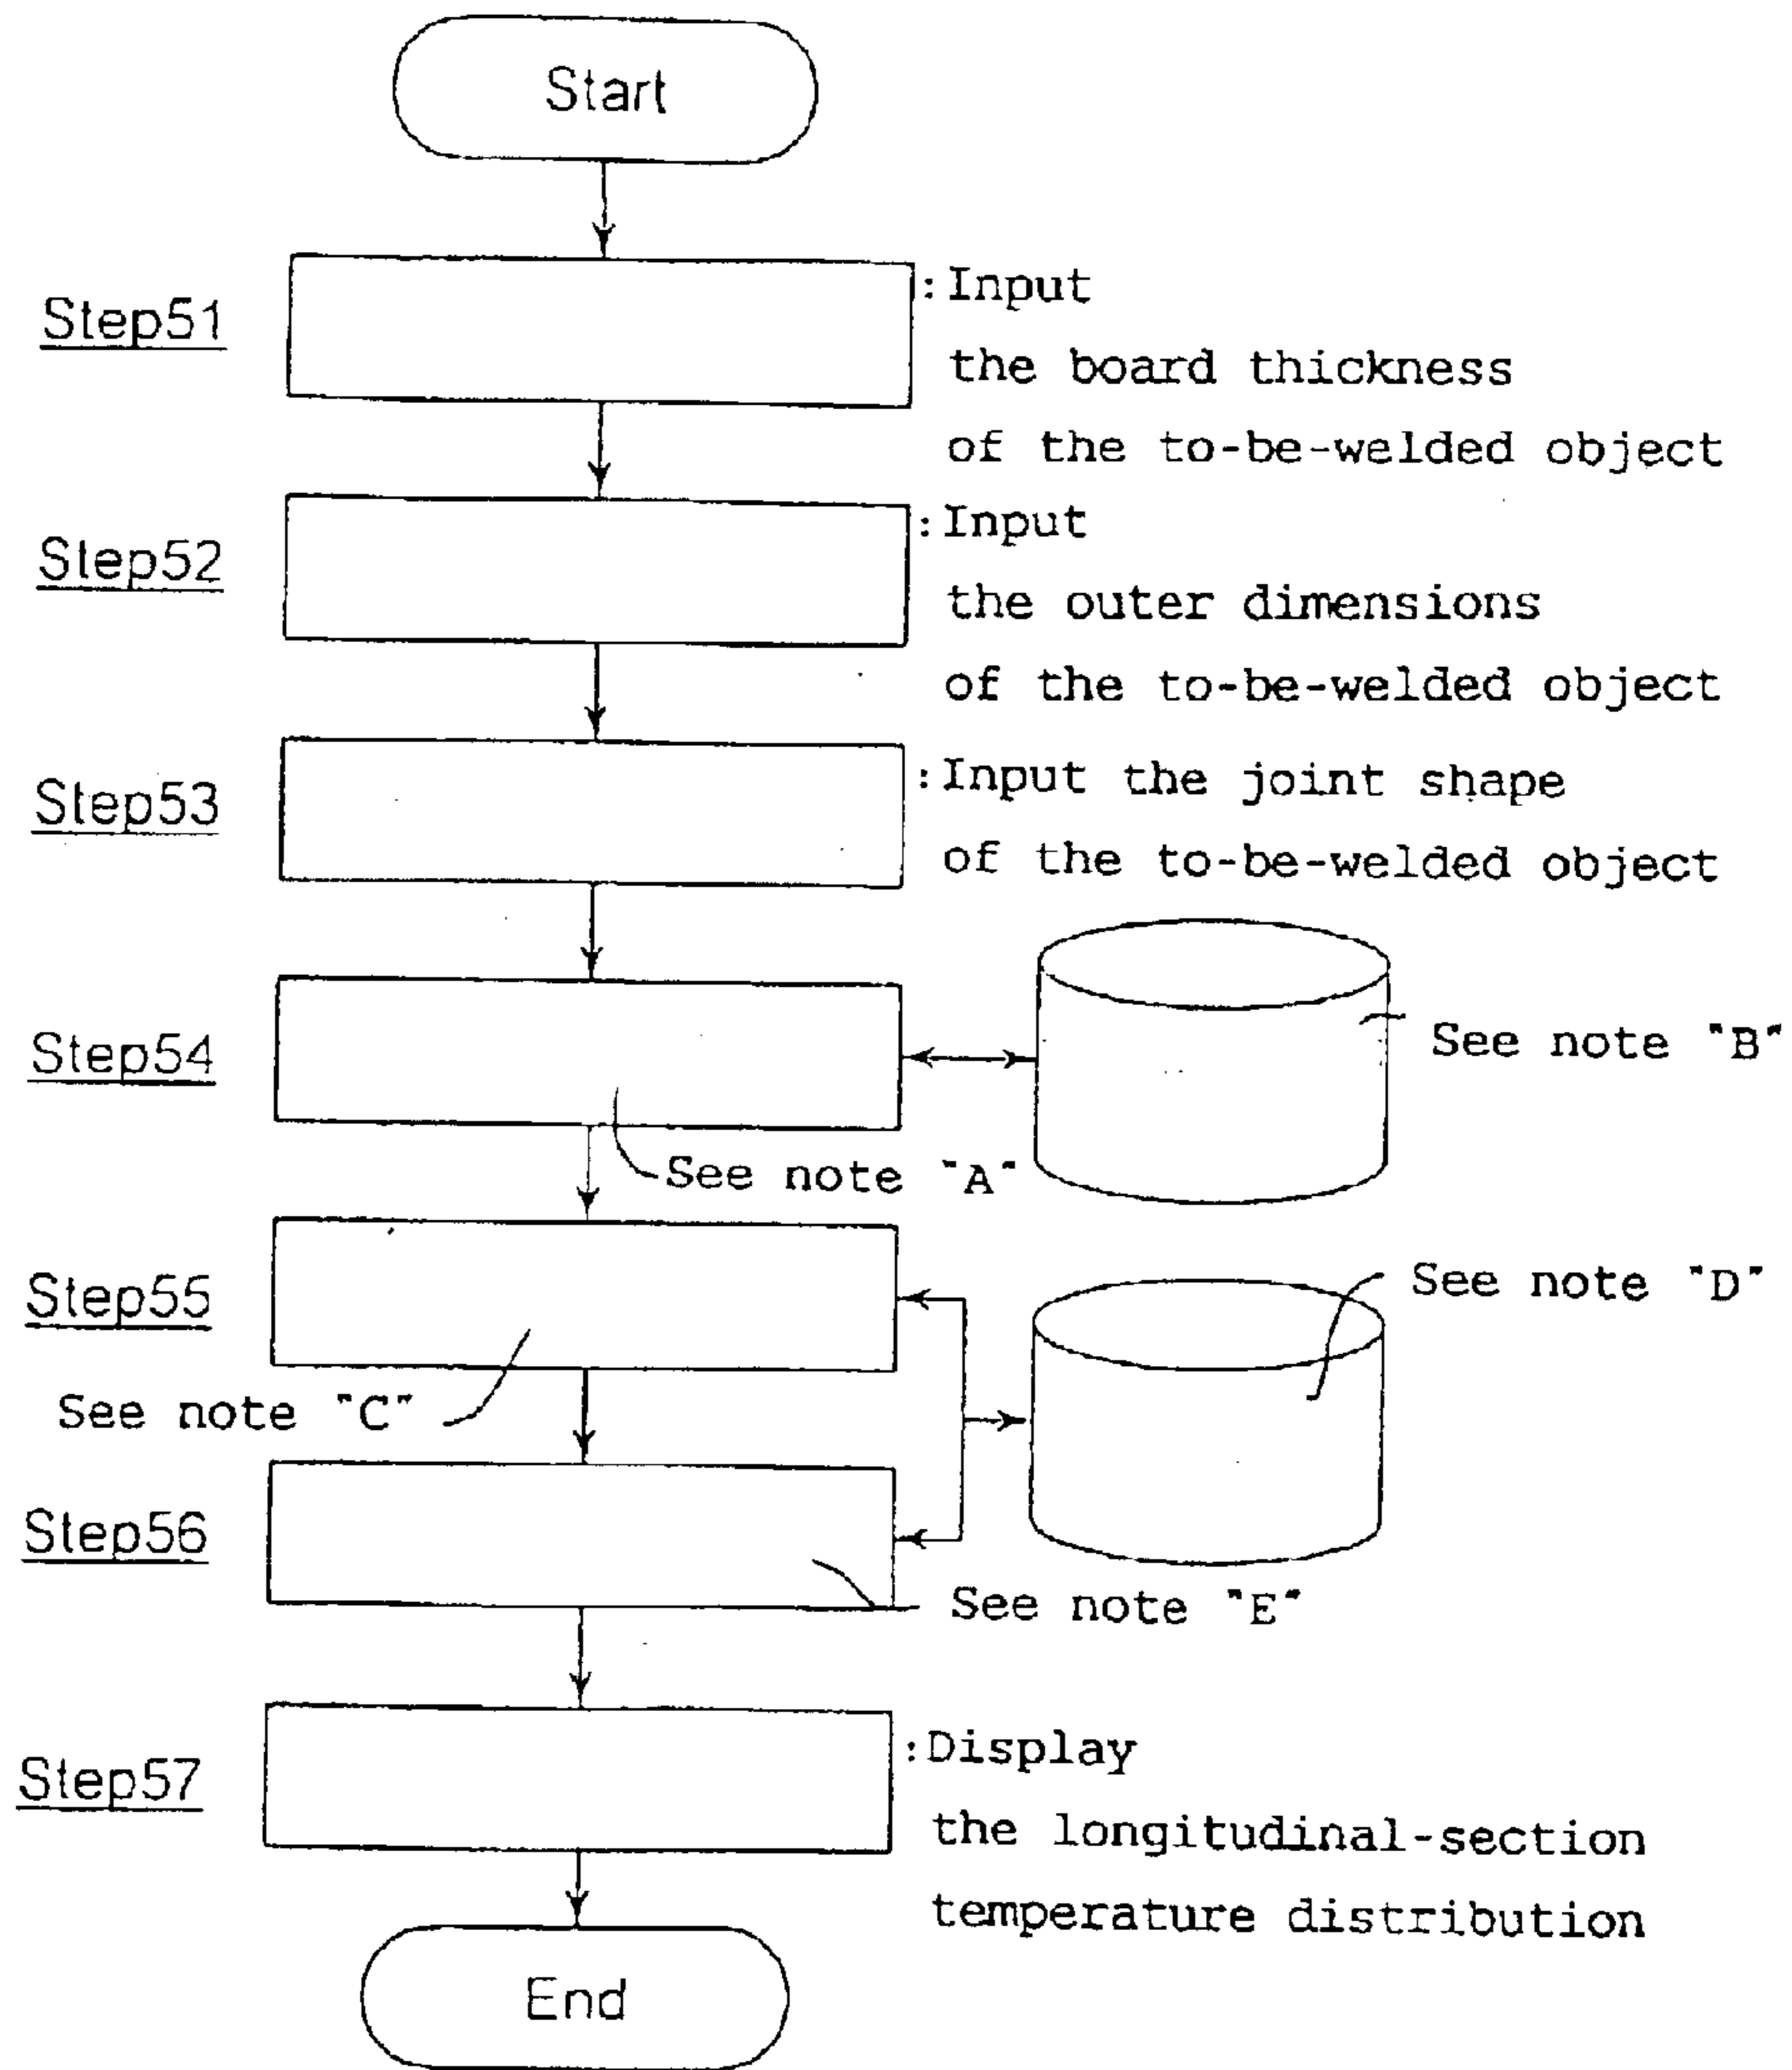 Start
Step51
:Input
the board thickness
of the to-be-welded object
Step52
:Input
the outer dimensions
of the to-be-welded object
Step53
:Input the joint shape
of the to-be-welded object
Step54
See note "B"
See note "A"
Step55
See note "D"
See note "C"
Step56
See note "E"
Step57
:Display
the longitudinal-section
temperature distribution
End